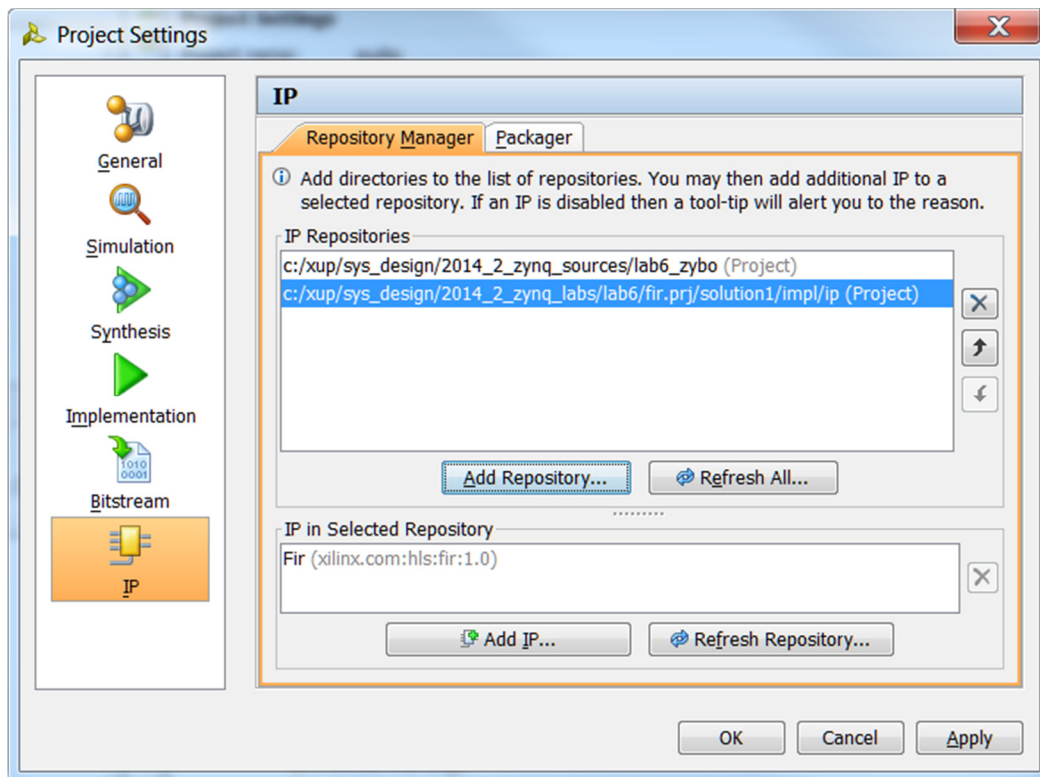 Project Settings
General
Simulation
Synthesis
Implementation
1010
0001
Bitstream
IP
IP
Repository Manager
Packager
Add directories to the list of repositories. You may then add additional IP to a
selected repository. If an IP is disabled then a tool-tip will alert you to the reason.
IP Repositories
c:/xup/sys_design/2014_2_zynq_sources/lab6_zybo (Project)
c:/xup/sys_design/2014_2_zynq_labs/lab6/fir.prj/solution1/impl/ip (Project)
Add Repository...
Refresh All...
IP in Selected Repository
Fir (xilinx.com:hls:fir:1.0)
Add IP...
Refresh Repository...
OK
Cancel
Apply